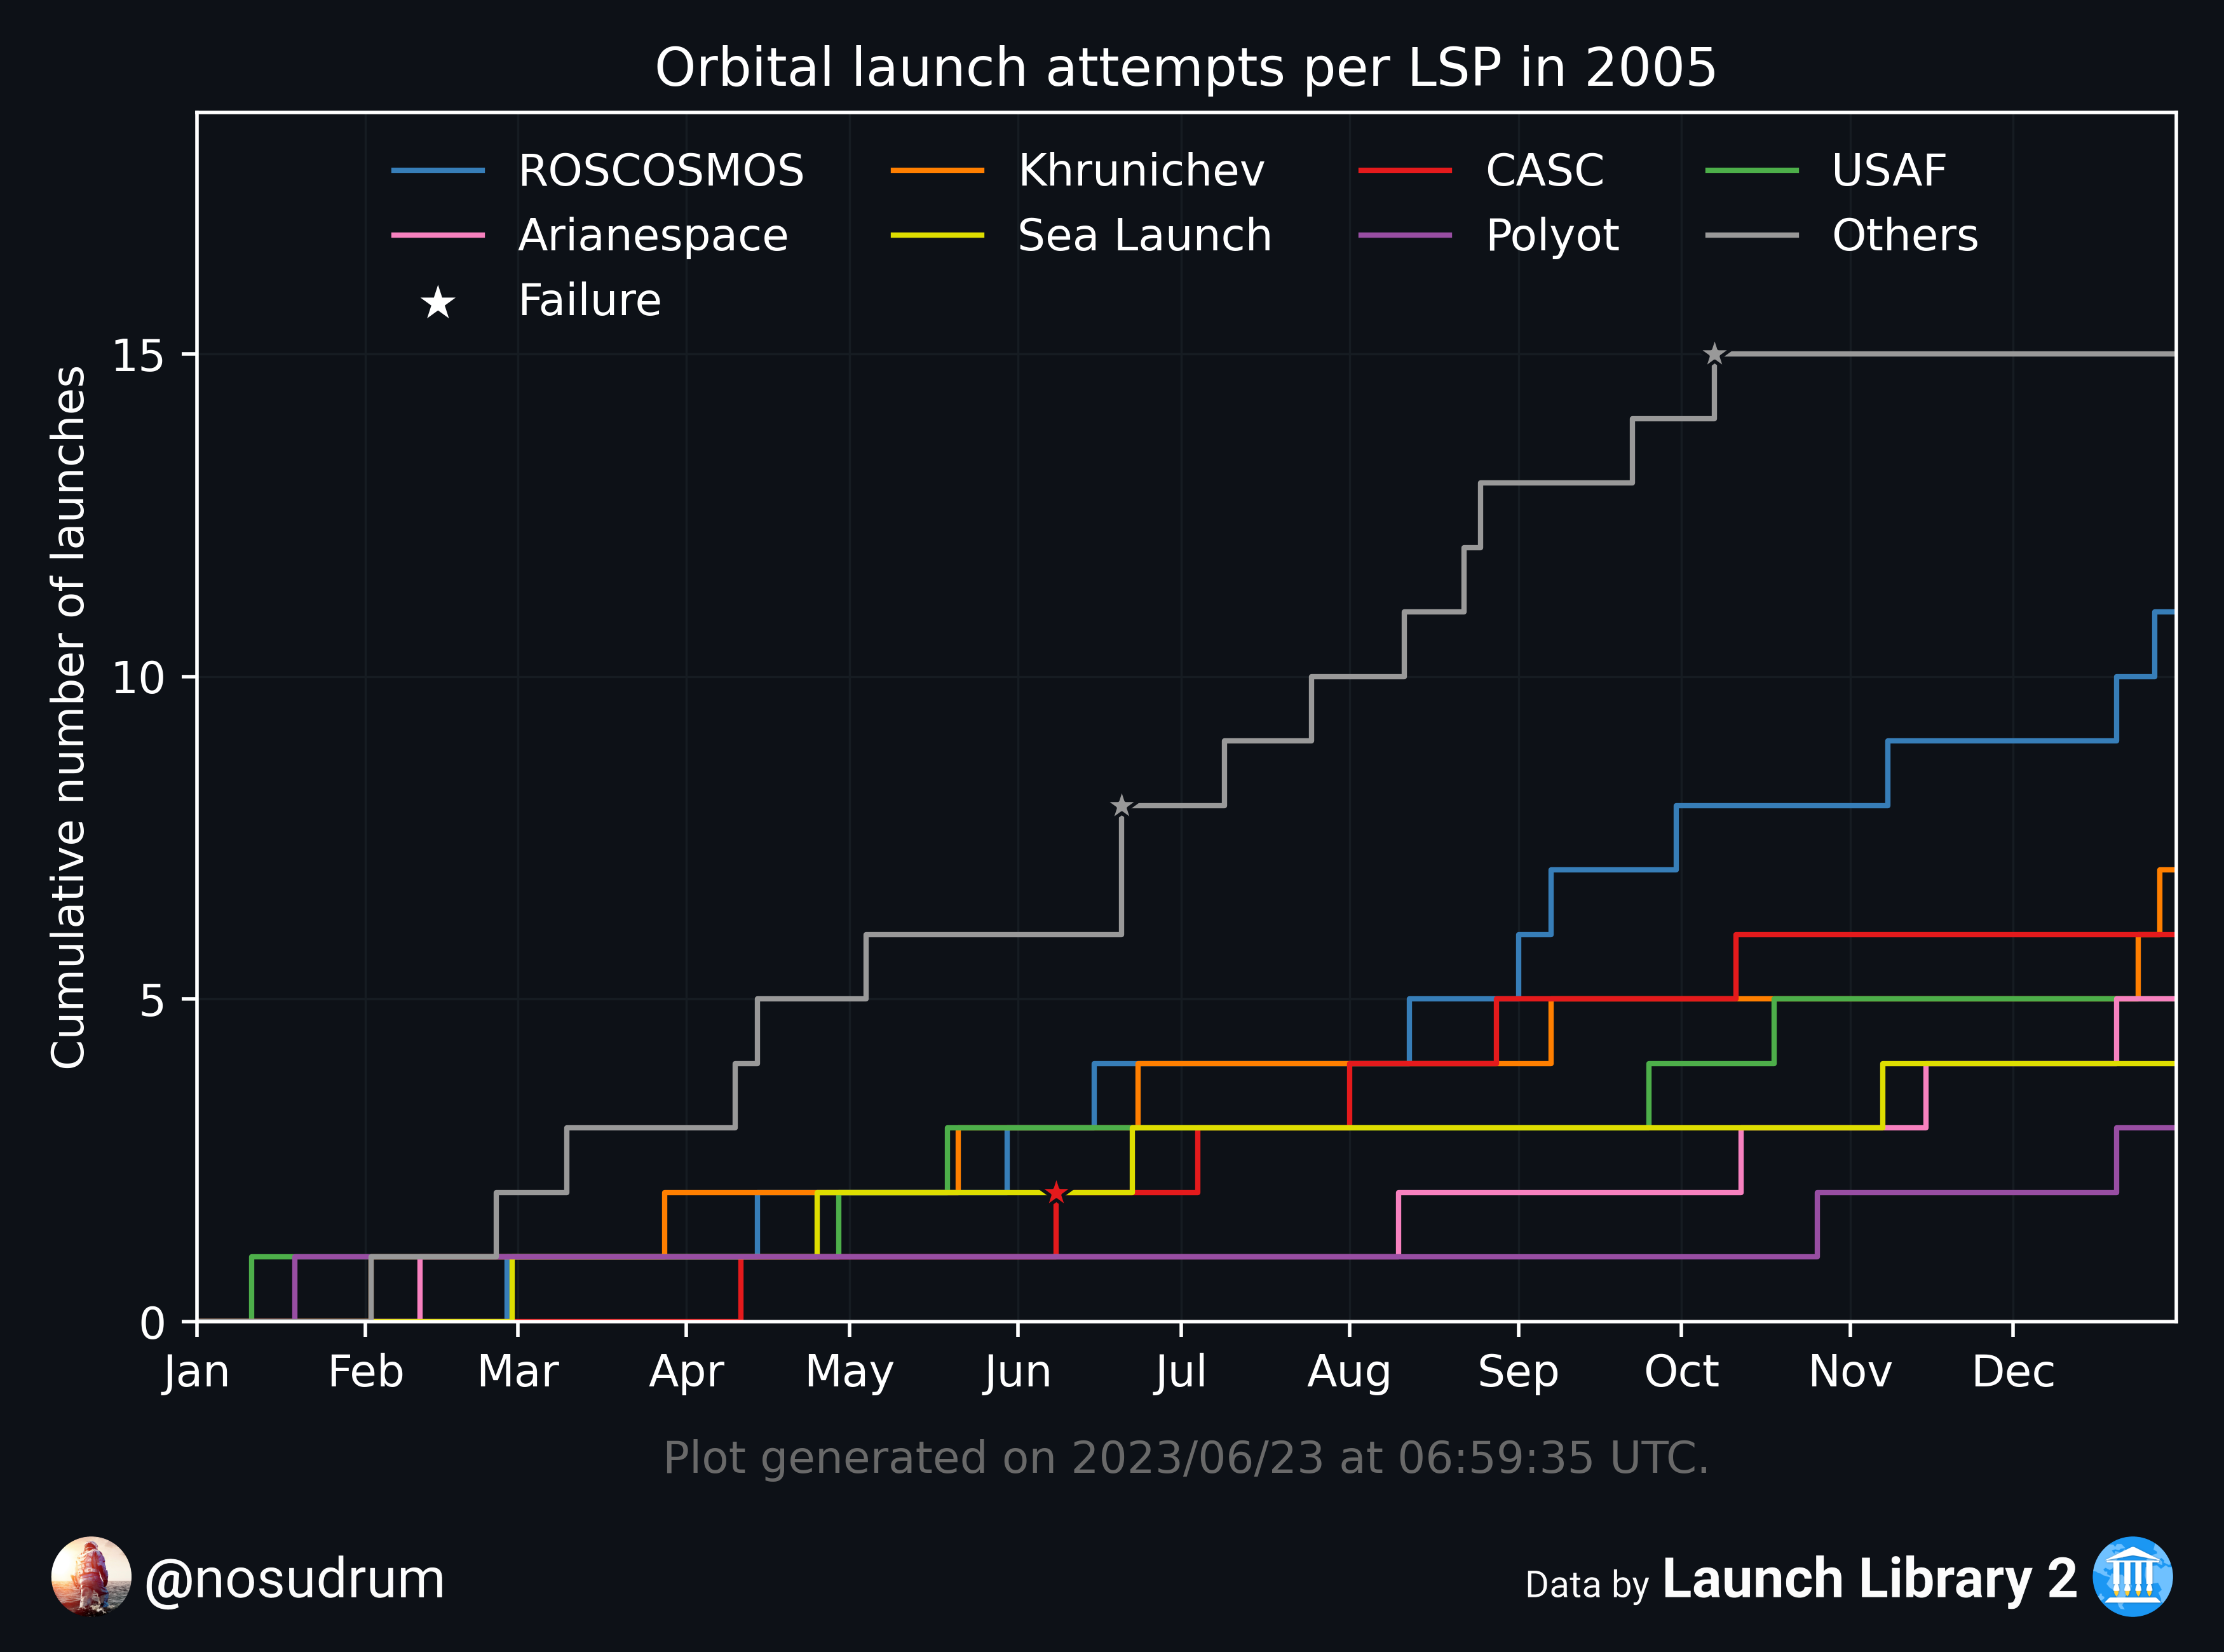 Orbital launch attempts per LSP in 2005
ROSCOSMOS Khrunichev CASC USAF
Arianespace Sea Launch Polyot Others
Failure
Cumulative number of launches
15
10
5
0
Jan Feb Mar Apr May Jun Jul Aug Sep Oct Nov Dec
Plot generated on 2023/06/23 at 06:59:35 UTC.
@nosudrum
Data by Launch Library 2